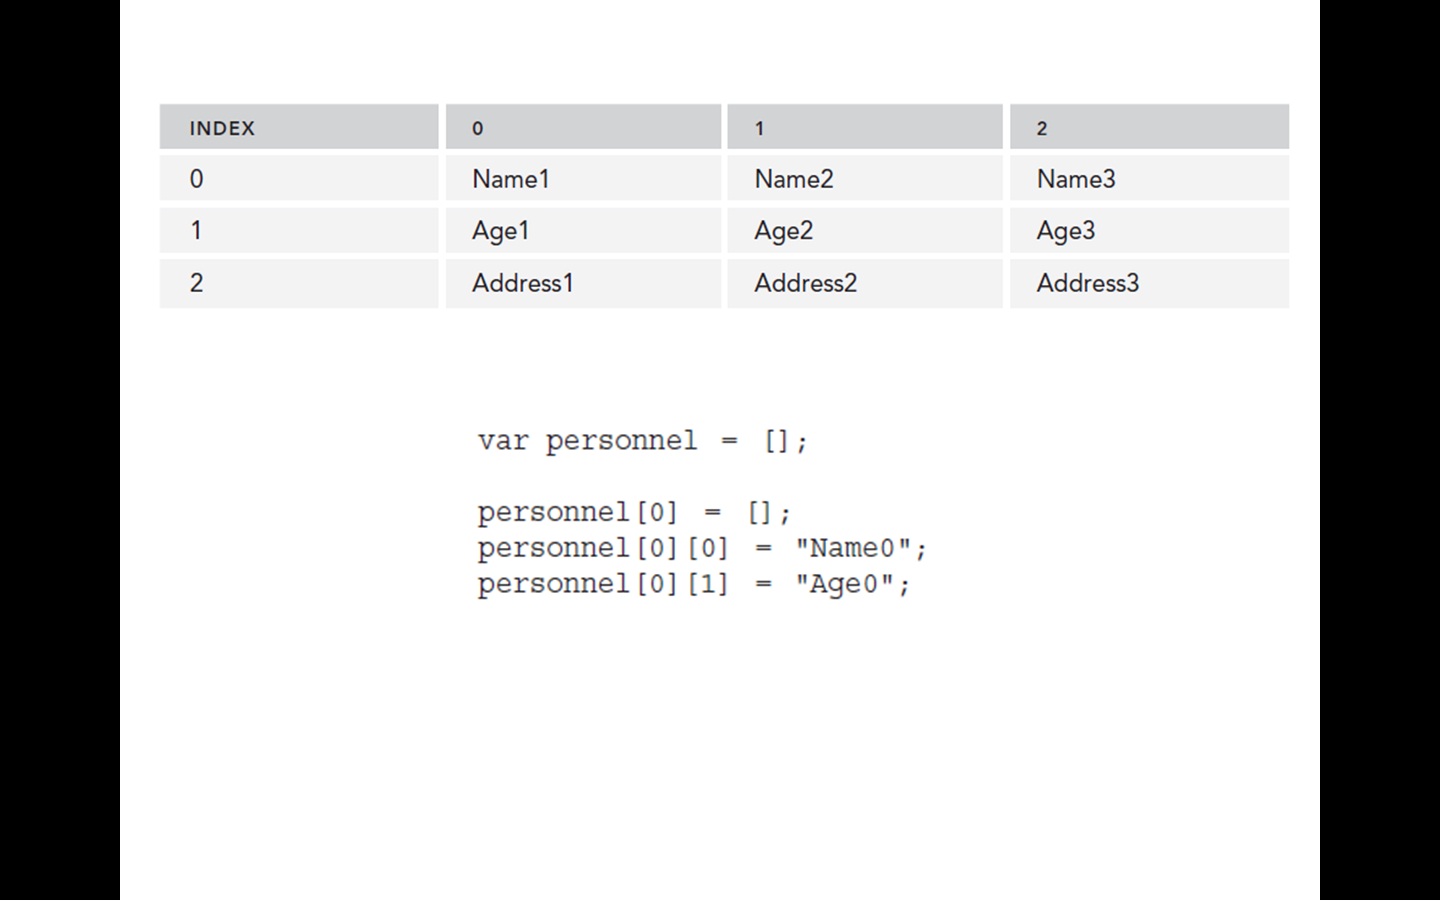 INDEX 0 1 2
0 Name1 Name2 Name3
1 Age1 Age2 Age3
2 Address1 Address2 Address3
var personnel = [];
personnel[0] = [];
personnel[0][0] = "Name0";
personnel[0][1] = "Age0";